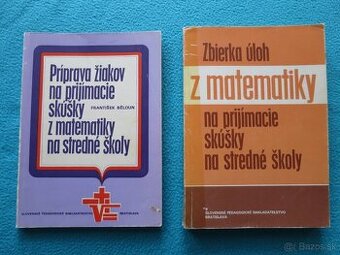 Príprava žiakov
na prijímacie
skúšky
FRANTIŠEK BĚLOUN
z matematiky
na stredné školy
SLOVENSKÉ PEDAGOGICKÉ NAKLADATEĽSTVO BRATISLAVA
Zbierka úloh
z matematiky
na prijímacie
skúšky
na stredné školy
SLOVENSKÉ PEDAGOGICKÉ NAKLADATEĽSTVO
BRATISLAVA
Bazos.sk